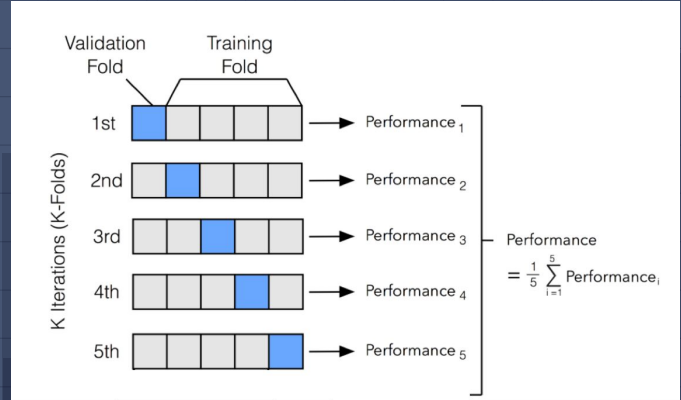 Validation
Fold
Training
Fold
K Iterations (K-Folds)
1st
Performance 1
2nd
Performance 2
3rd
Performance 3
4th
Performance 4
5th
Performance 5
Performance
= 1/5 5 ∑ i=1 Performance i